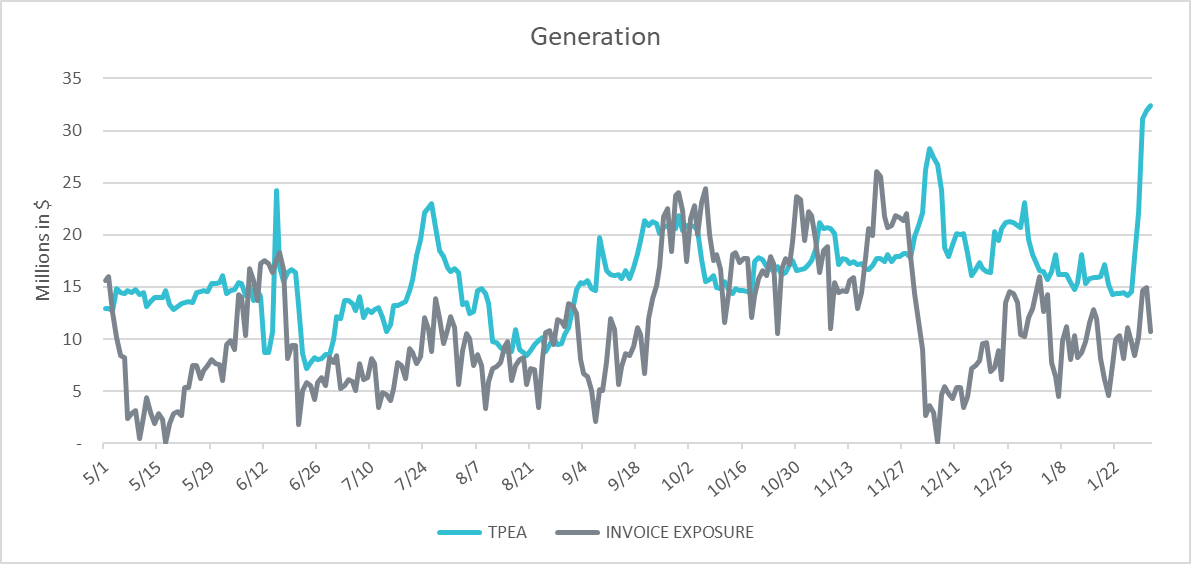 Generation
Millions in $
35
30
25
20
15
10
5
-
5/1 5/15 5/29 6/12 6/26 7/10 7/24 8/7 8/21 9/4 9/18 10/2 10/16 10/30 11/13 11/27 12/11 12/25 1/8 1/22
TPEA INVOICE EXPOSURE